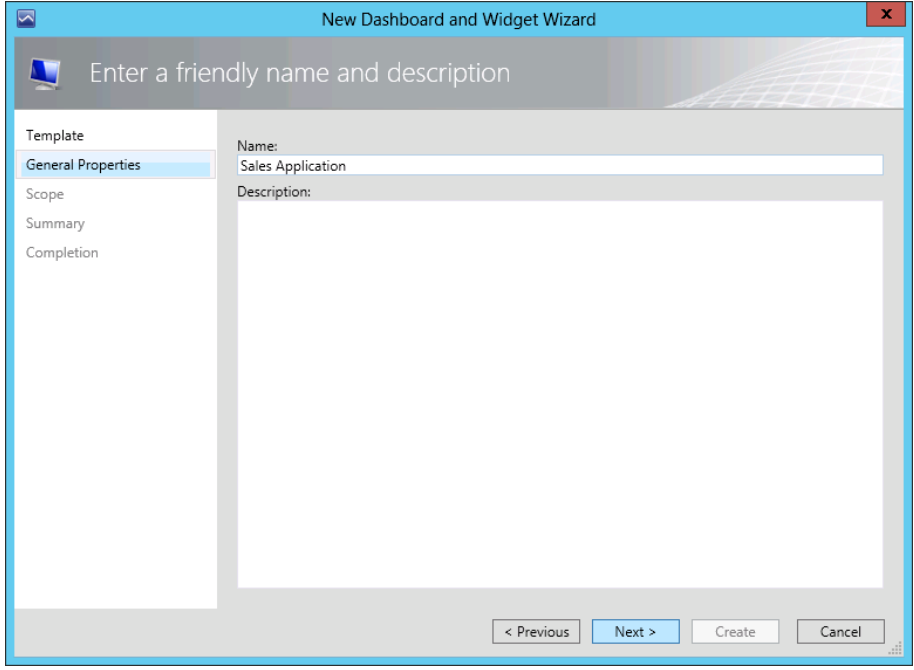 New Dashboard and Widget Wizard
x
Enter a friendly name and description
Template
General Properties
Scope
Summary
Completion
Name:
Sales Application
Description:
< Previous
Next >
Create
Cancel